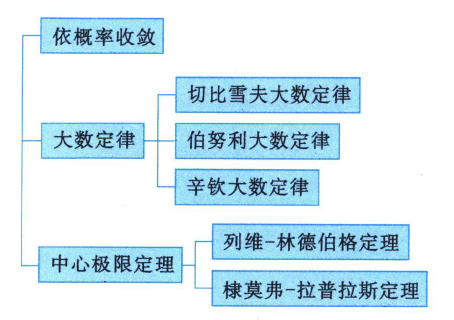 依概率收敛
大数定律
切比雪夫大数定律
伯努利大数定律
辛钦大数定律
中心极限定理
列维-林德伯格定理
棣莫弗-拉普拉斯定理